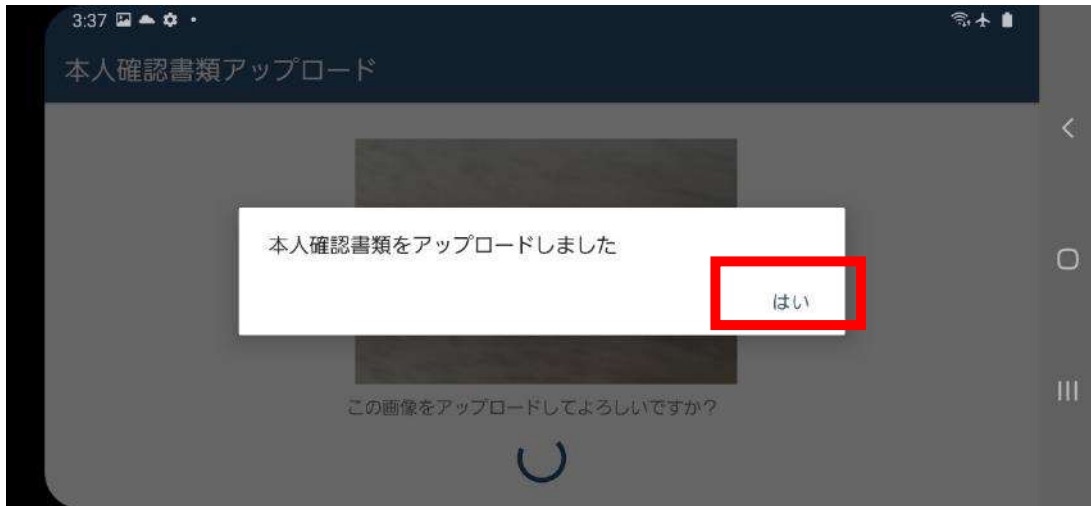 3:37
本人確認書類アップロード
本人確認書類をアップロードしました
はい
この画像をアップロードしてよろしいですか?